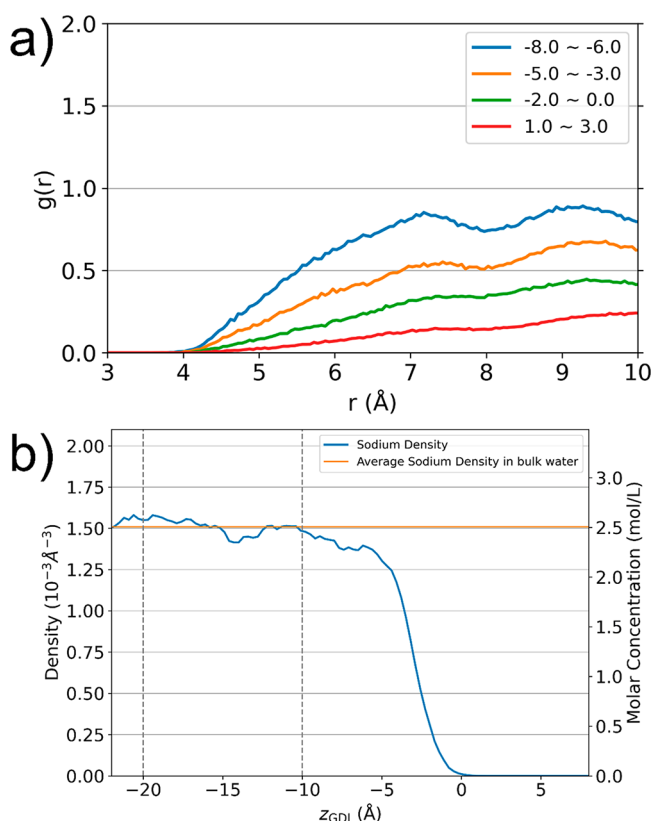 a)
2.0
1.5
1.0
0.5
0.0
g(r)
-8.0 ~ -6.0
-5.0 ~ -3.0
-2.0 ~ 0.0
1.0 ~ 3.0
3 4 5 6 7 8 9 10
r (Å)
b)
2.00
1.75
1.50
1.25
1.00
0.75
0.50
0.25
0.00
Density (10⁻³Å⁻³)
Sodium Density
Average Sodium Density in bulk water
3.0
2.5
2.0
1.5
1.0
0.5
0.0
Molar Concentration (mol/L)
−20 −15 −10 −5 0 5
z_GDI (Å)